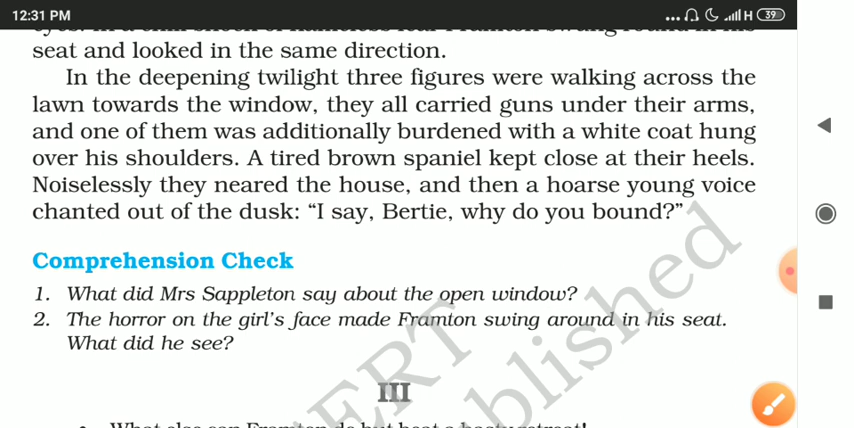 12:31 PM ... H 39
seat and looked in the same direction.
In the deepening twilight three figures were walking across the
lawn towards the window, they all carried guns under their arms,
and one of them was additionally burdened with a white coat hung
over his shoulders. A tired brown spaniel kept close at their heels.
Noiselessly they neared the house, and then a hoarse young voice
chanted out of the dusk: “I say, Bertie, why do you bound?”
Comprehension Check
1. What did Mrs Sappleton say about the open window?
2. The horror on the girl’s face made Framton swing around in his seat.
What did he see?
III